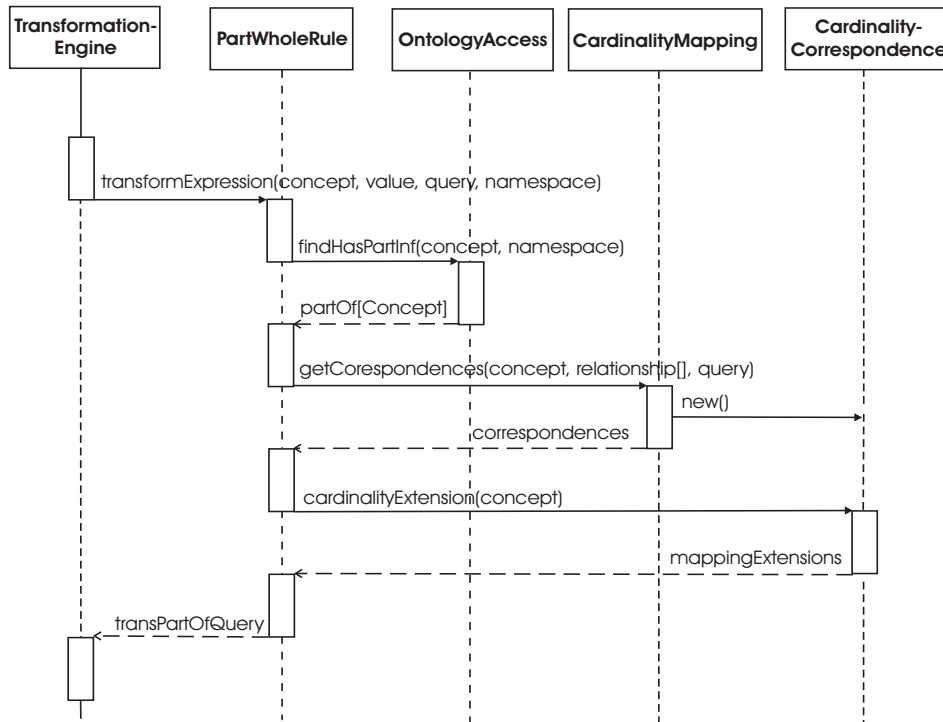 Transformation-
Engine
PartWholeRule
OntologyAccess
CardinalityMapping
Cardinality-
Correspondence
transformExpression(concept, value, query, namespace)
findHasPartInf(concept, namespace)
partOf[Concept]
getCorespondences(concept, relationship[], query)
new()
correspondences
cardinalityExtension(concept)
mappingExtensions
transPartOfQuery